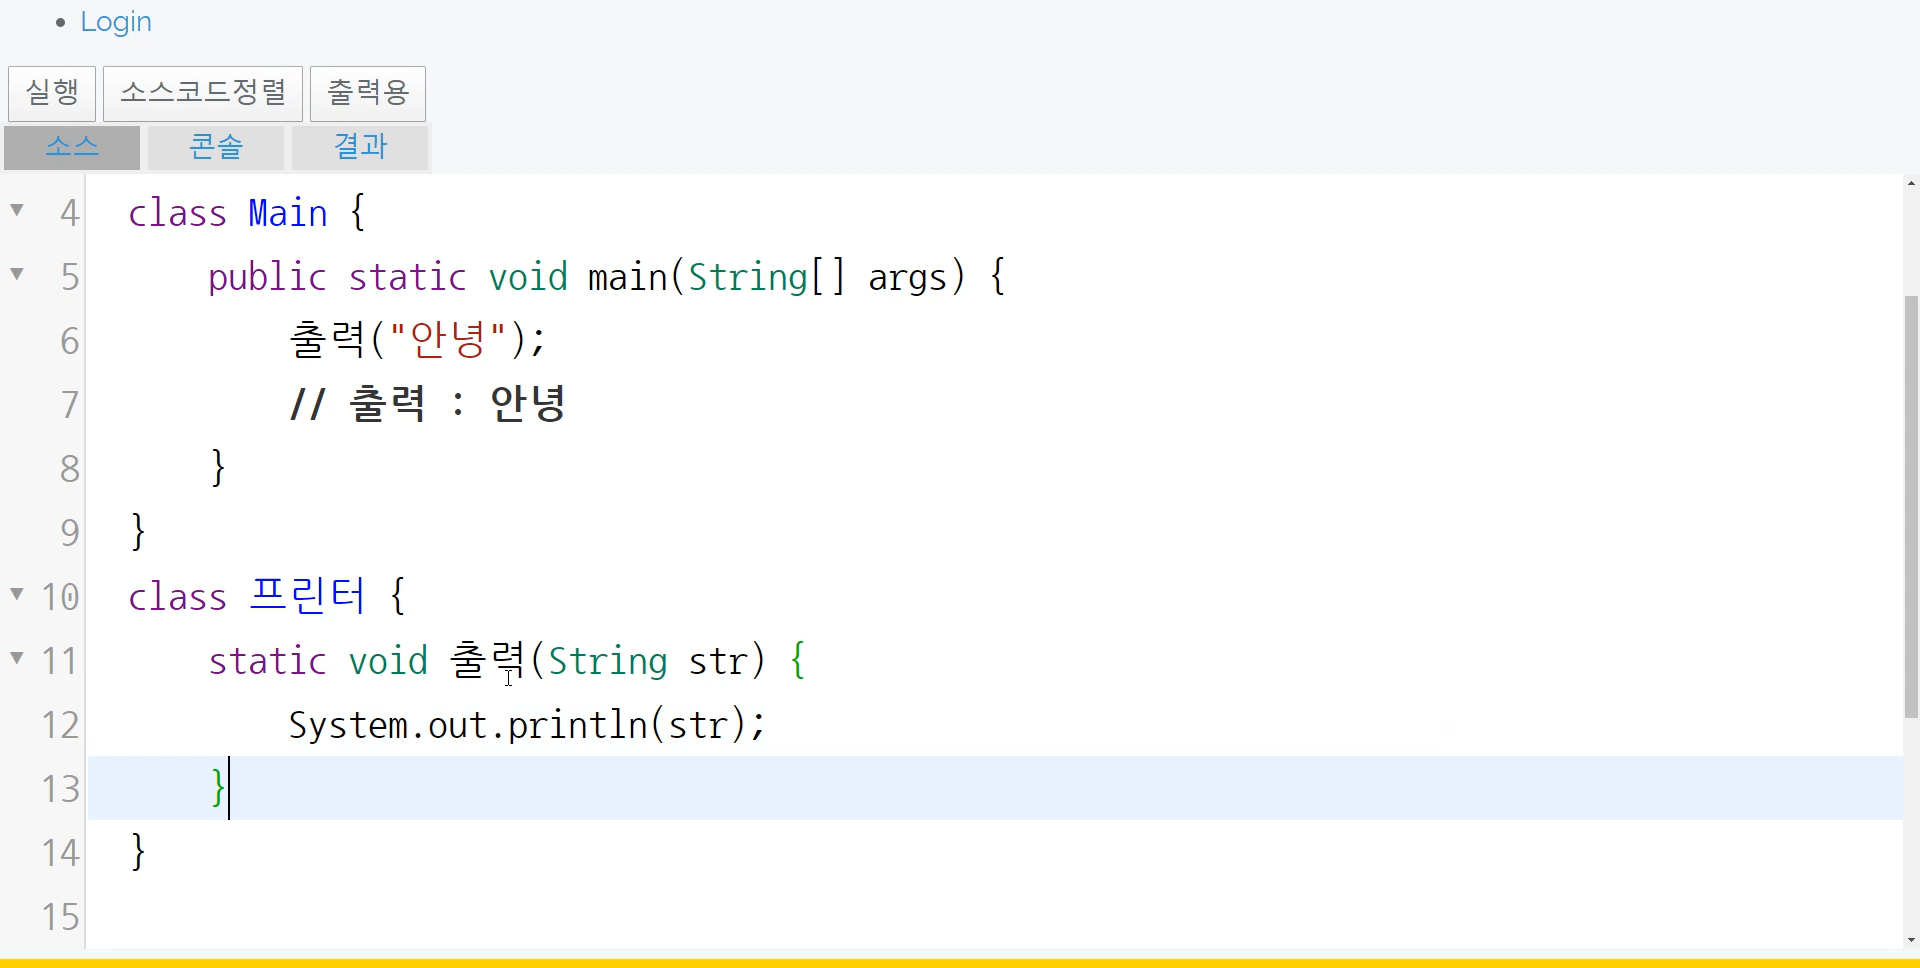 Login
실행 소스코드정렬 출력용
소스 콘솔 결과
4 class Main {
5 public static void main(String[] args) {
6 출력("안녕");
7 // 출력 : 안녕
8 }
9 }
10 class 프린터 {
11 static void 출력(String str) {
12 System.out.println(str);
13 }
14 }
15